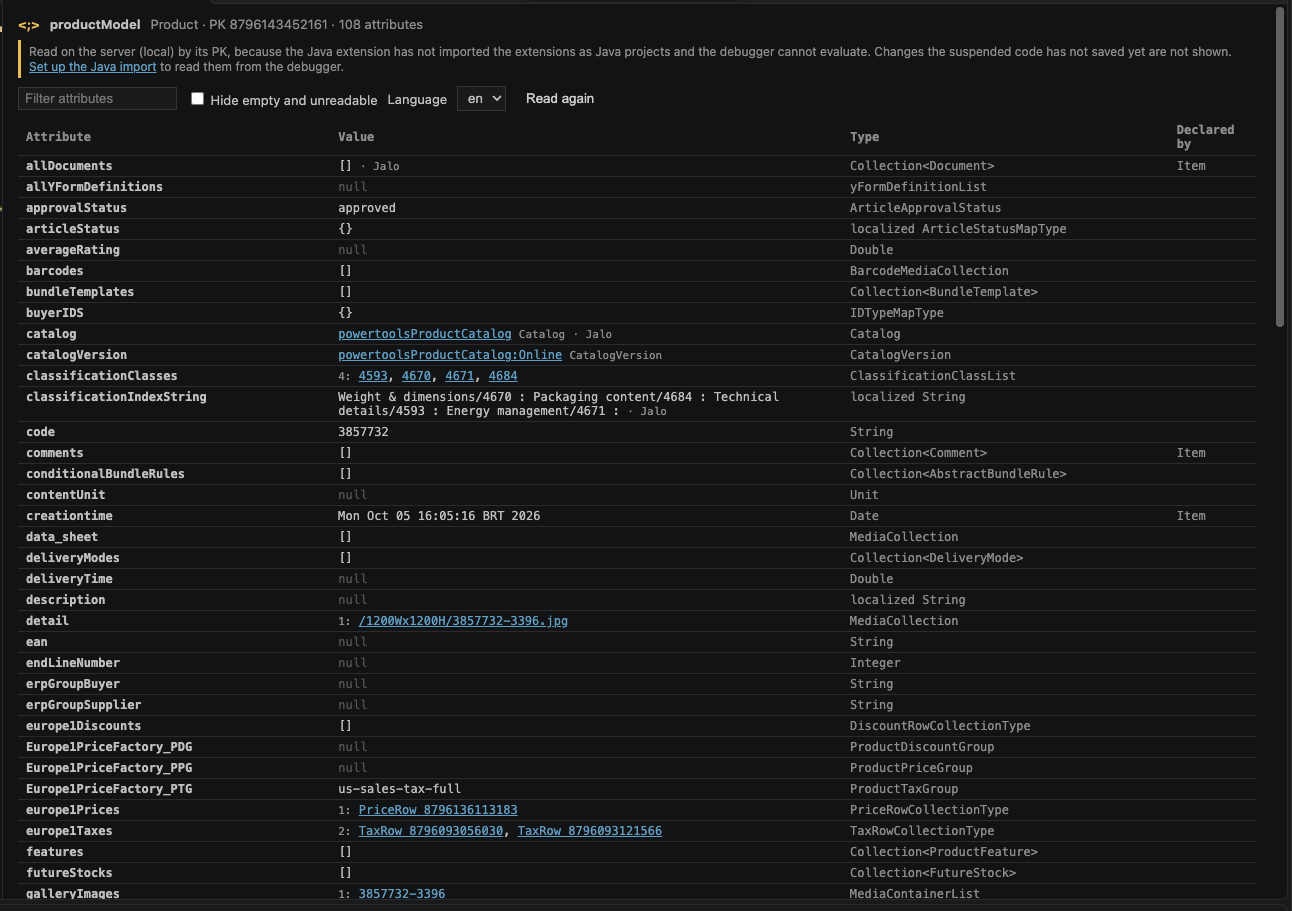 <;> productModel Product · PK 8796143452161 · 108 attributes
Read on the server (local) by its PK, because the Java extension has not imported the extensions as Java projects and the debugger cannot evaluate. Changes the suspended code has not saved yet are not shown.
Set up the Java import to read them from the debugger.
Filter attributes Hide empty and unreadable Language en Read again
Attribute Value Type Declared by
allDocuments [] · Jalo Collection<Document> Item
allYFormDefinitions null yFormDefinitionList
approvalStatus approved ArticleApprovalStatus
articleStatus {} localized ArticleStatusMapType
averageRating null Double
barcodes [] BarcodeMediaCollection
bundleTemplates [] Collection<BundleTemplate>
buyerIDS {} IDTypeMapType
catalog powertoolsProductCatalog Catalog · Jalo Catalog
catalogVersion powertoolsProductCatalog:Online CatalogVersion CatalogVersion
classificationClasses 4: 4593, 4670, 4671, 4684 ClassificationClassList
classificationIndexString Weight & dimensions/4670 : Packaging content/4684 : Technical localized String
details/4593 : Energy management/4671 : · Jalo
code 3857732 String
comments [] Collection<Comment> Item
conditionalBundleRules [] Collection<AbstractBundleRule>
contentUnit null Unit
creationtime Mon Oct 05 16:05:16 BRT 2026 Date Item
data_sheet [] MediaCollection
deliveryModes [] Collection<DeliveryMode>
deliveryTime null Double
description null localized String
detail 1: /1200Wx1200H/3857732-3396.jpg MediaCollection
ean null String
endLineNumber null Integer
erpGroupBuyer null String
erpGroupSupplier null String
europe1Discounts [] DiscountRowCollectionType
Europe1PriceFactory_PDG null ProductDiscountGroup
Europe1PriceFactory_PPG null ProductPriceGroup
Europe1PriceFactory_PTG us-sales-tax-full ProductTaxGroup
europe1Prices 1: PriceRow 8796136113183 PriceRowCollectionType
europe1Taxes 2: TaxRow 8796093056030, TaxRow 8796093121566 TaxRowCollectionType
features [] Collection<ProductFeature>
futureStocks [] Collection<FutureStock>
galleryImages 1: 3857732-3396 MediaContainerList